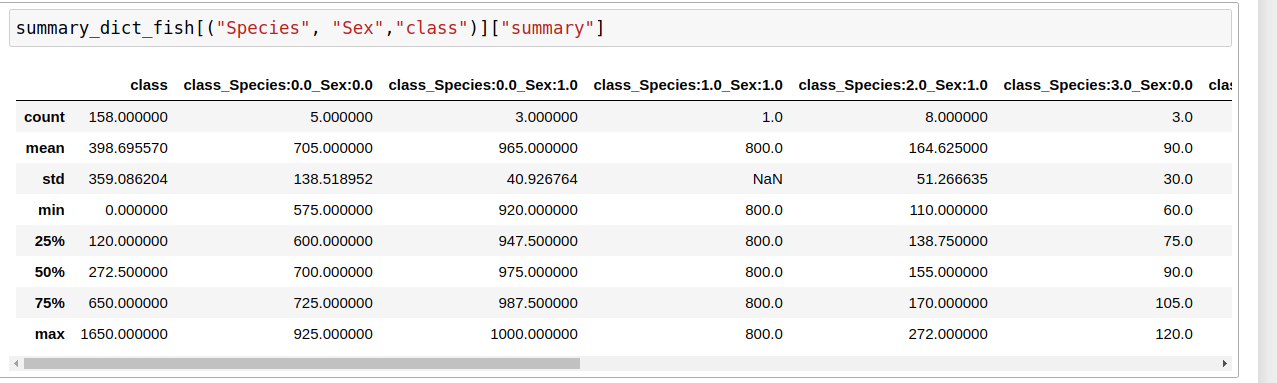 summary_dict_fish[("Species", "Sex","class")]["summary"]
class class_Species:0.0_Sex:0.0 class_Species:0.0_Sex:1.0 class_Species:1.0_Sex:1.0 class_Species:2.0_Sex:1.0 class_Species:3.0_Sex:0.0 clas
count 158.000000 5.000000 3.000000 1.0 8.000000 3.0
mean 398.695570 705.000000 965.000000 800.0 164.625000 90.0
std 359.086204 138.518952 40.926764 NaN 51.266635 30.0
min 0.000000 575.000000 920.000000 800.0 110.000000 60.0
25% 120.000000 600.000000 947.500000 800.0 138.750000 75.0
50% 272.500000 700.000000 975.000000 800.0 155.000000 90.0
75% 650.000000 725.000000 987.500000 800.0 170.000000 105.0
max 1650.000000 925.000000 1000.000000 800.0 272.000000 120.0